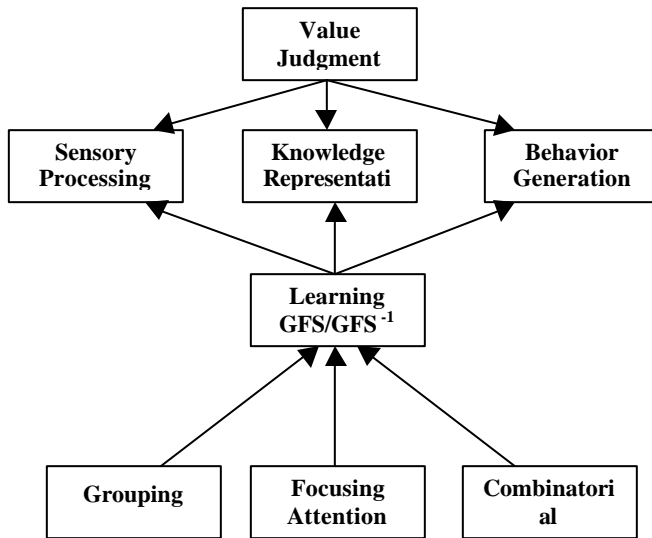 Value
Judgment
Sensory
Processing
Knowledge
Representati
Behavior
Generation
Learning
GFS/GFS -1
Grouping
Focusing
Attention
Combinatori
al